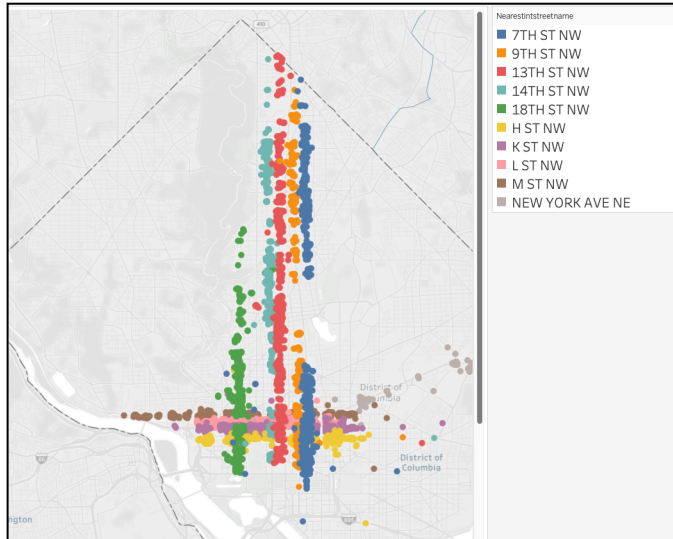 Nearestintstreetname
7TH ST NW
9TH ST NW
13TH ST NW
14TH ST NW
18TH ST NW
H ST NW
K ST NW
L ST NW
M ST NW
NEW YORK AVE NE
District of
District of
Columbia
ngton